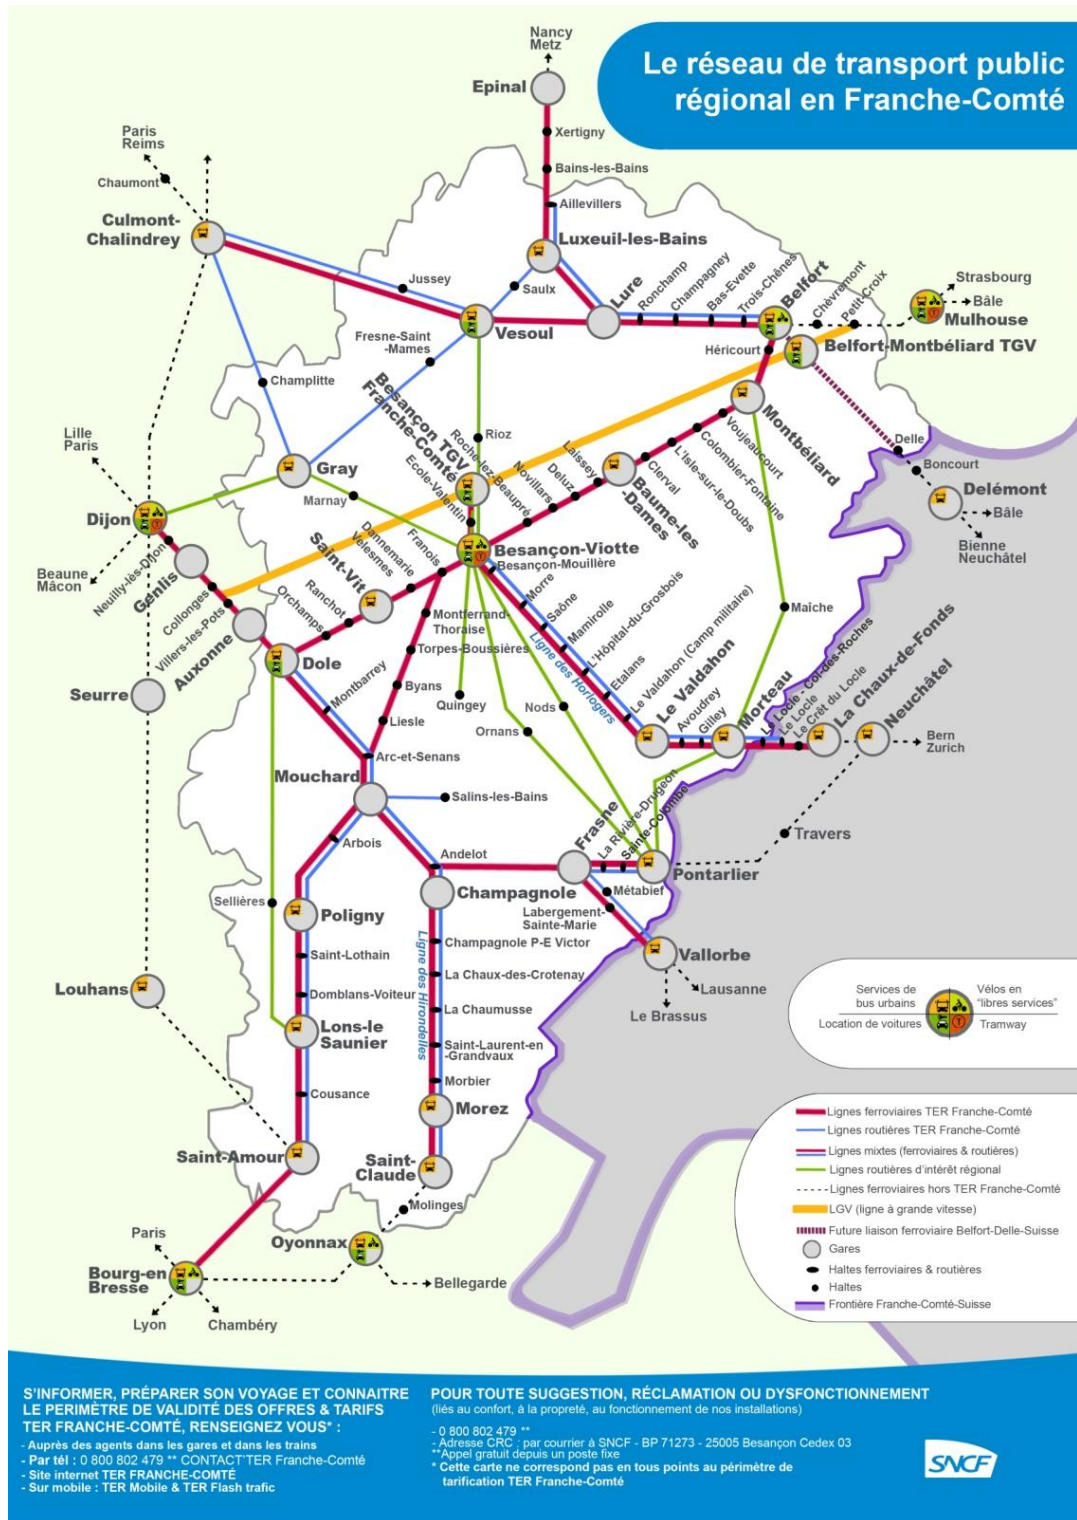 Le réseau de transport public
régional en Franche-Comté
Nancy
Metz
Epinal
Xertigny
Bains-les-Bains
Aillevillers
Luxeuil-les-Bains
Paris
Reims
Chaumont
Culmont-
Chalindrey
Jussey
Saulx
Vesoul
Lure
Ronchamp
Champagney
Bas-Evette
Trois-Chênes
Belfort
Chèvremont
Petit-Croix
Strasbourg
Bâle
Mulhouse
Belfort-Montbéliard TGV
Héricourt
Montbéliard
Fresne-Saint
-Mames
Champlitte
Gray
Marnay
Rioz
Besançon TGV
Franche-Comté
Roche-lez-
Beaupré
Ecole-Valentin
Novillars
Deluz
Laissey
Baume-les
-Dames
Clerval
L'Isle-sur-le-Doubs
Colombier-Fontaine
Voujeaucourt
Delle
Boncourt
Delémont
Bâle
Bienne
Neuchâtel
Lille
Paris
Dijon
Beaune
Mâcon
Neuilly-lès-Dijon
Genlis
Collonges
Villers-les-Pots
Auxonne
Dole
Orchamps
Ranchot
Saint-Vit
Dannemarie
Velesmes
Francis
Besançon-Viotte
Besançon-Mouillère
Morre
Saône
Mamirolle
L'Hôpital-du-Grosbois
Etalans
Le Valdahon (Camp militaire)
Ligne des Horlogers
Le Valdahon
Avoudrey
Gilley
Morteau
Le Locle - Col-des-Roches
Le Locle
Le Crêt du Locle
La Chaux-de-Fonds
Neuchâtel
Bern
Zurich
Maîche
Montferrand-
Thoraise
Torpes-Boussières
Byans
Liesle
Arc-et-Senans
Quingey
Ornans
Nods
Montbarrey
Mouchard
Salins-les-Bains
Seurre
Arbois
Andelot
Frasne
La Rivière-Drugeon
Sainte-Colombe
Pontarlier
Travers
Métabief
Labergement-
Sainte-Marie
Vallorbe
Lausanne
Le Brassus
Sellières
Poligny
Saint-Lothain
Domblans-Voiteur
Lons-le
Saunier
Cousance
Saint-Amour
Louhans
Champagnole
Champagnole P-E Victor
La Chaux-des-Crotenay
La Chaumusse
Saint-Laurent-en
-Grandvaux
Morbier
Ligne des Hirondelles
Morez
Saint-
Claude
Molinges
Oyonnax
Bellegarde
Paris
Bourg-en
Bresse
Lyon
Chambéry
Services de
bus urbains
Vélos en
"libres services"
Location de voitures
Tramway
Lignes ferroviaires TER Franche-Comté
Lignes routières TER Franche-Comté
Lignes mixtes (ferroviaires & routières)
Lignes routières d'intérêt régional
Lignes ferroviaires hors TER Franche-Comté
LGV (ligne à grande vitesse)
Future liaison ferroviaire Belfort-Delle-Suisse
Gares
Haltes ferroviaires & routières
Haltes
Frontière Franche-Comté-Suisse
S'INFORMER, PRÉPARER SON VOYAGE ET CONNAITRE
LE PERIMÈTRE DE VALIDITÉ DES OFFRES & TARIFS
TER FRANCHE-COMTÉ, RENSEIGNEZ VOUS* :
- Auprès des agents dans les gares et dans les trains
- Par tél : 0 800 802 479 ** CONTACT'TER Franche-Comté
- Site internet TER FRANCHE-COMTÉ
- Sur mobile : TER Mobile & TER Flash trafic
POUR TOUTE SUGGESTION, RÉCLAMATION OU DYSFONCTIONNEMENT
(liés au confort, à la propreté, au fonctionnement de nos installations)
- 0 800 802 479 **
- Adresse CRC : par courrier à SNCF - BP 71273 - 25005 Besançon Cedex 03
**Appel gratuit depuis un poste fixe
* Cette carte ne correspond pas en tous points au périmètre de
tarification TER Franche-Comté
SNCF